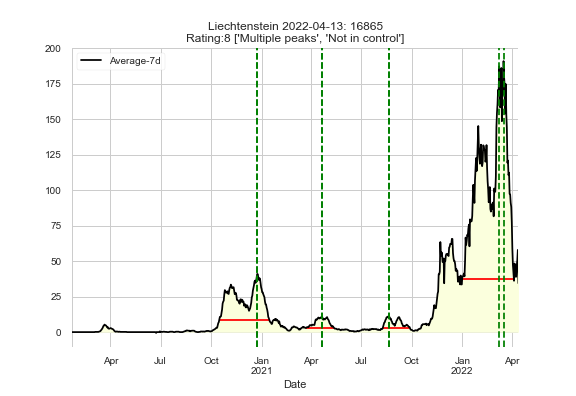 Liechtenstein 2022-04-13: 16865
Rating:8 ['Multiple peaks', 'Not in control']
200
175
150
125
100
75
50
25
0
Average-7d
Apr Jul Oct Jan Apr Jul Oct Jan Apr
2021 2022
Date